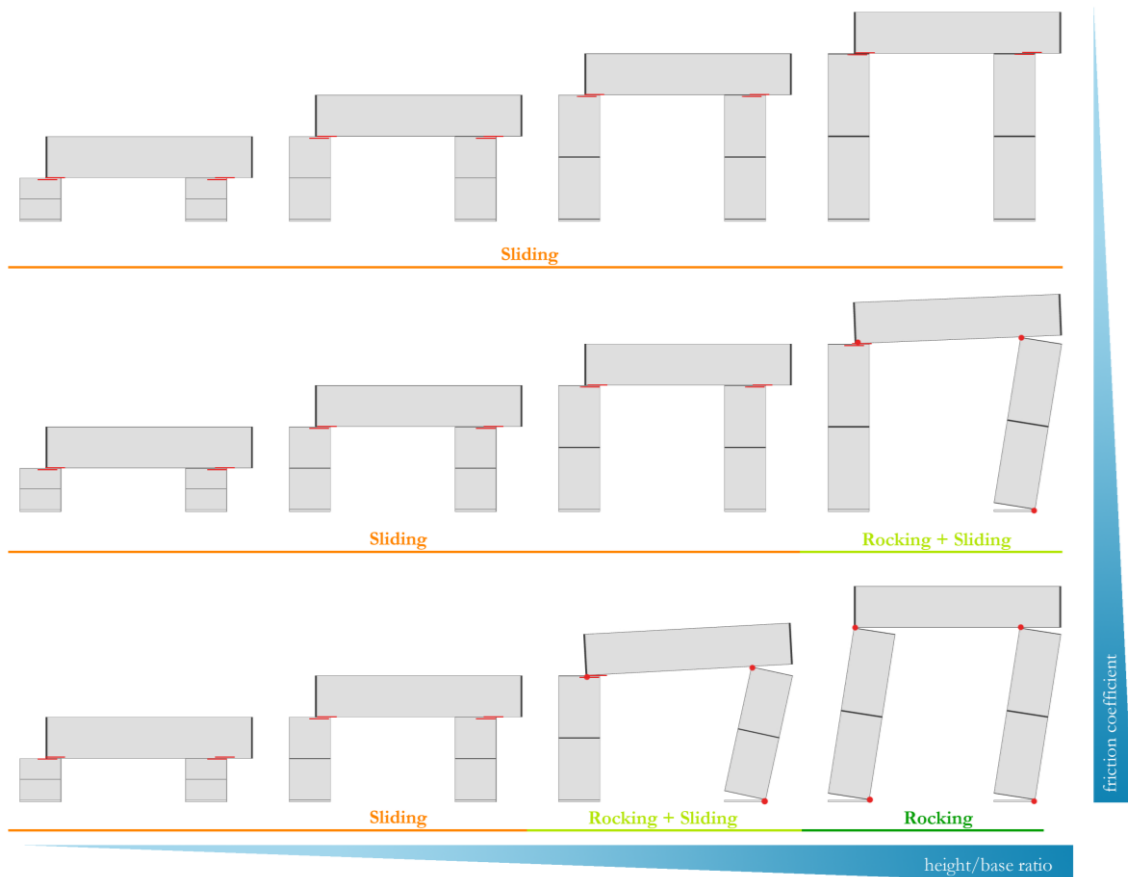 Sliding
Sliding
Rocking + Sliding
Sliding
Rocking + Sliding
Rocking
friction coefficient
height/base ratio